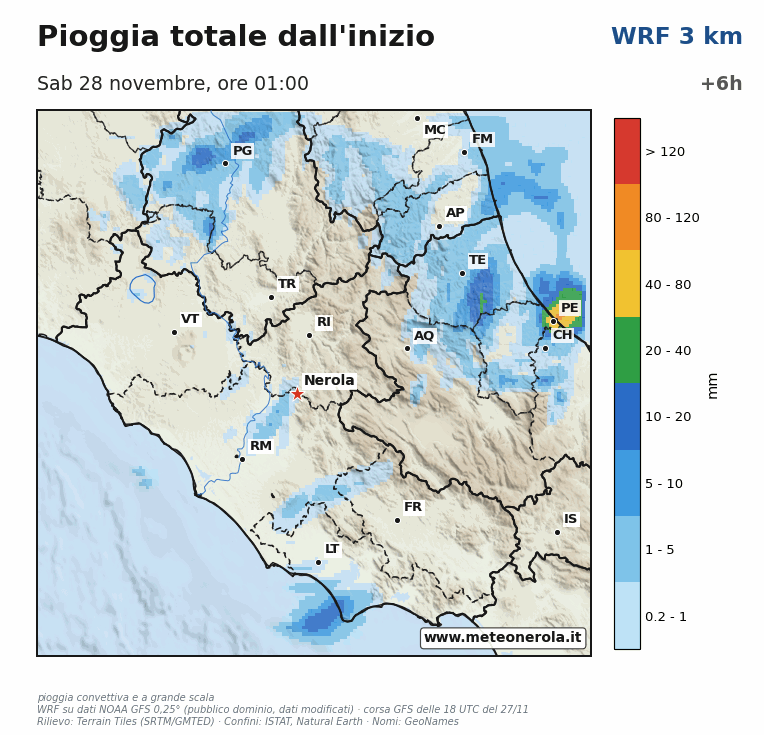 Pioggia totale dall'inizio
WRF 3 km
Sab 28 novembre, ore 01:00
+6h
MC
FM
PG
AP
TE
TR
PE
VT
RI
AQ
CH
Nerola
RM
FR
IS
LT
www.meteonerola.it
> 120
80 - 120
40 - 80
20 - 40
10 - 20
5 - 10
1 - 5
0.2 - 1
mm
pioggia convettiva e a grande scala
WRF su dati NOAA GFS 0,25° (pubblico dominio, dati modificati) · corsa GFS delle 18 UTC del 27/11
Rilievo: Terrain Tiles (SRTM/GMTED) · Confini: ISTAT, Natural Earth · Nomi: GeoNames